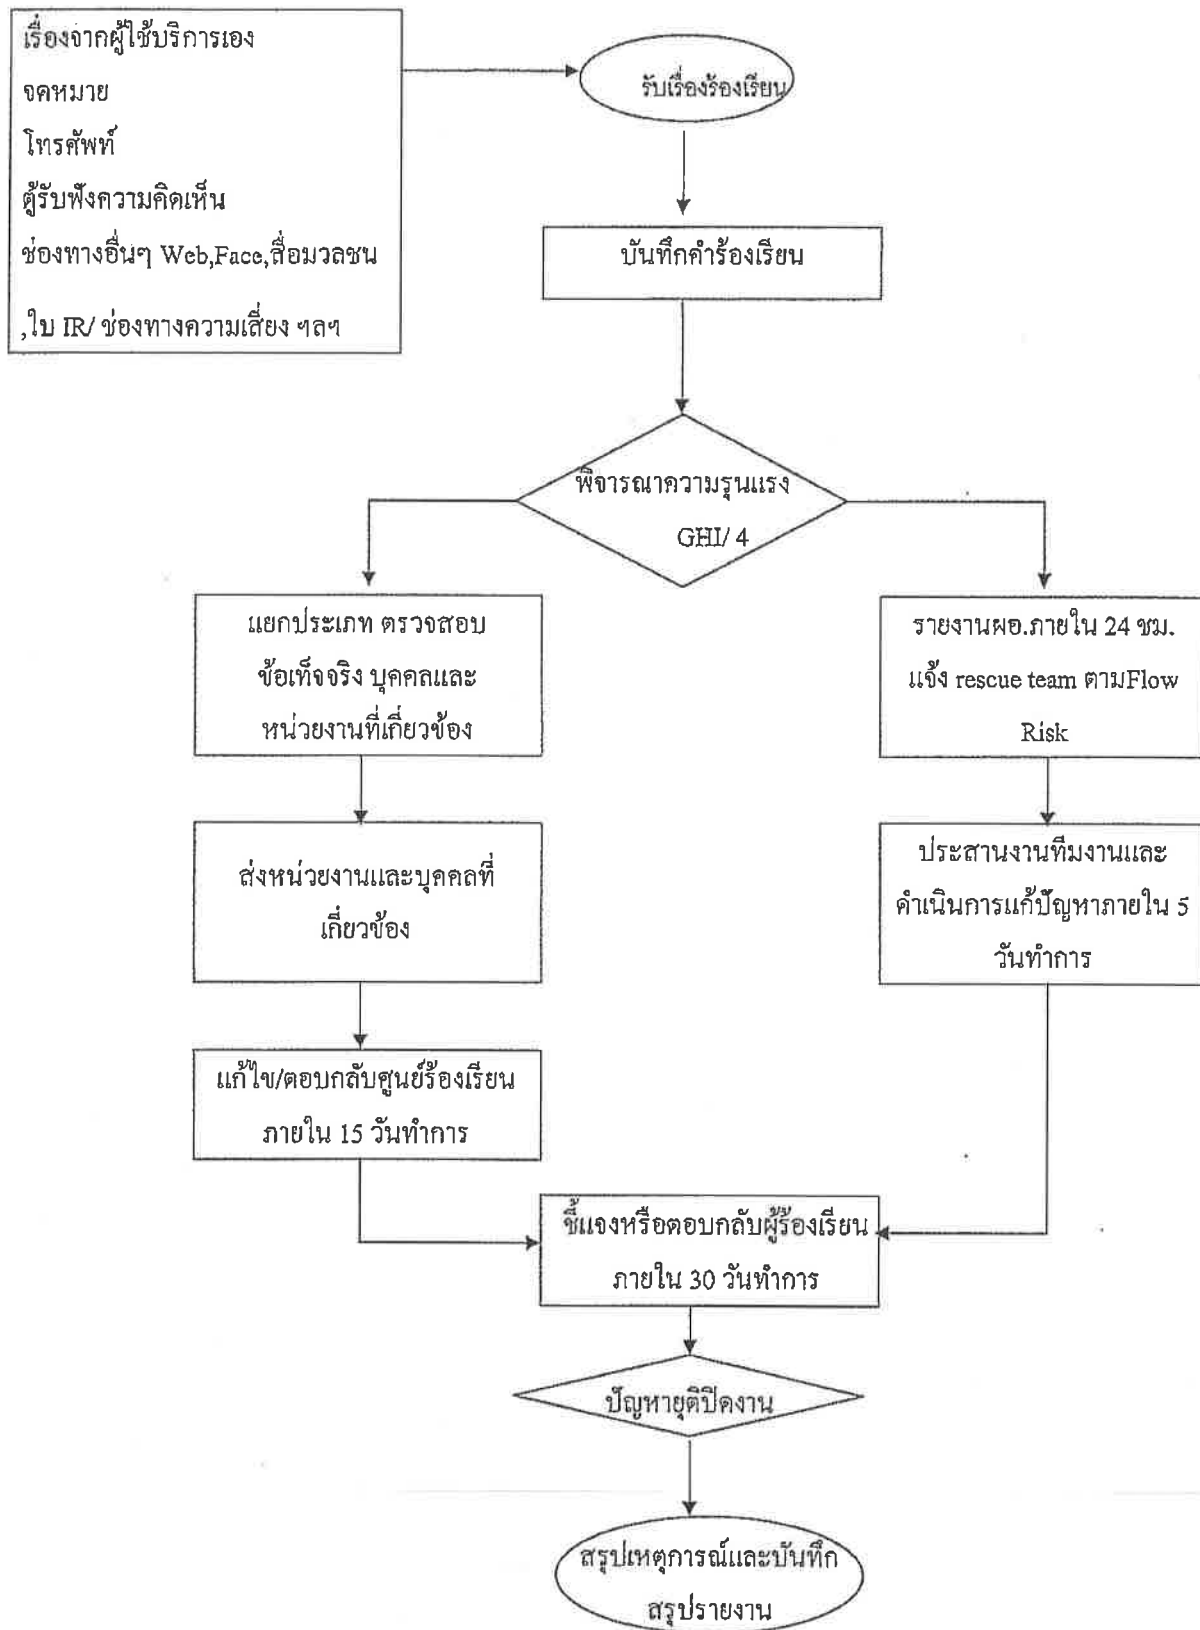 เรื่องจากผู้ใช้บริการเอง
จดหมาย
โทรศัพท์
ตู้รับฟังความคิดเห็น
ช่องทางอื่นๆ Web,Face,สื่อมวลชน
,ใบ IR/ ช่องทางความเสี่ยง ฯลฯ
รับเรื่องร้องเรียน
บันทึกคำร้องเรียน
พิจารณาความรุนแรง
GHI/ 4
แยกประเภท ตรวจสอบ
ข้อเท็จจริง บุคคลและ
หน่วยงานที่เกี่ยวข้อง
รายงานผอ.ภายใน 24 ชม.
แจ้ง rescue team ตามFlow
Risk
ส่งหน่วยงานและบุคคลที่
เกี่ยวข้อง
ประสานงานทีมงานและ
ดำเนินการแก้ปัญหาภายใน 5
วันทำการ
แก้ไข/ตอบกลับศูนย์ร้องเรียน
ภายใน 15 วันทำการ
ชี้แจงหรือตอบกลับผู้ร้องเรียน
ภายใน 30 วันทำการ
ปัญหายุติปิดงาน
สรุปเหตุการณ์และบันทึก
สรุปรายงาน